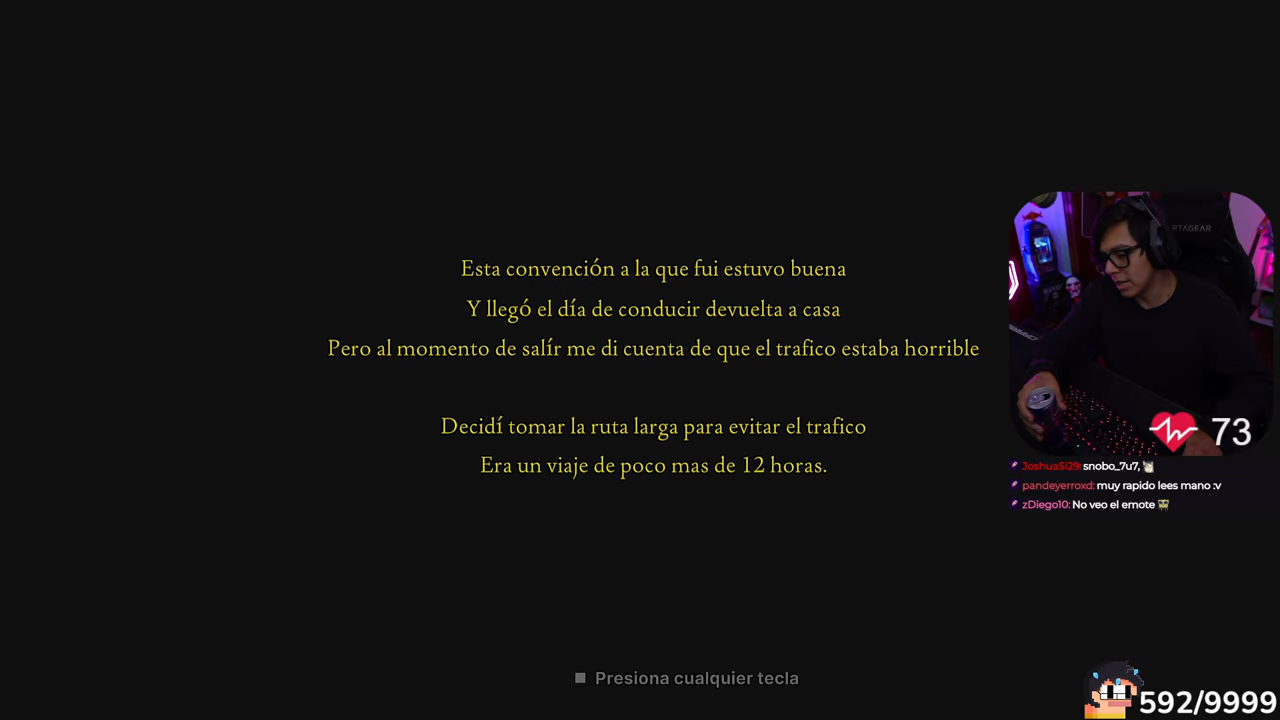 Esta convención a la que fui estuvo buena
Y llegó el día de conducir devuelta a casa
Pero al momento de salír me di cuenta de que el trafico estaba horrible
Decidí tomar la ruta larga para evitar el trafico
Era un viaje de poco mas de 12 horas.
RTAGEAR
73
JoshuaSi29: snobo_7u7,
pandeyerroxd: muy rapido lees mano :v
zDiego10: No veo el emote
Presiona cualquier tecla
592/9999